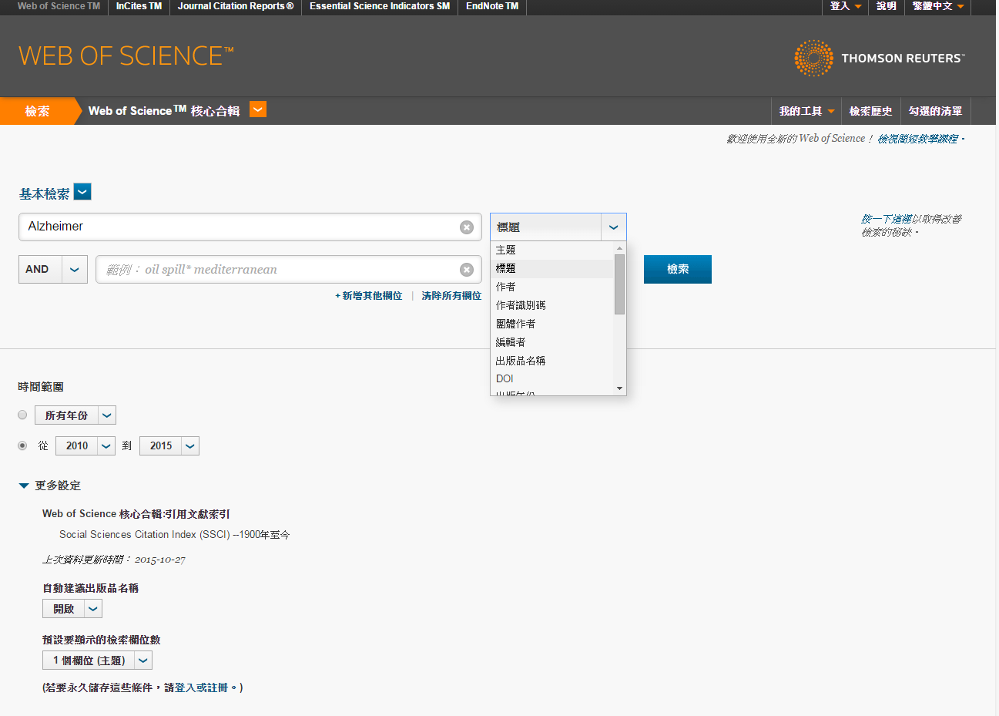 Web of Science TM InCites TM Journal Citation Reports ® Essential Science Indicators SM EndNote TM 登入 說明 繁體中文
WEB OF SCIENCE™
THOMSON REUTERS™
檢索 Web of Science™ 核心合輯 我的工具 檢索歷史 勾選的清單
歡迎使用全新的 Web of Science！ 檢視簡短教學課程。
基本檢索
Alzheimer 標題
按一下這裡以取得改善
檢索的秘訣。
主題
標題
作者
作者識別碼
團體作者
編輯者
出版品名稱
DOI
出版年份
AND 範例： oil spill* mediterranean 檢索
+ 新增其他欄位 | 清除所有欄位
時間範圍
所有年份
從 2010 到 2015
更多設定
Web of Science 核心合輯:引用文獻索引
Social Sciences Citation Index (SSCI) --1900年至今
上次資料更新時間： 2015-10-27
自動建議出版品名稱
開啟
預設要顯示的檢索欄位數
1 個欄位 (主題)
(若要永久儲存這些條件，請登入或註冊。)